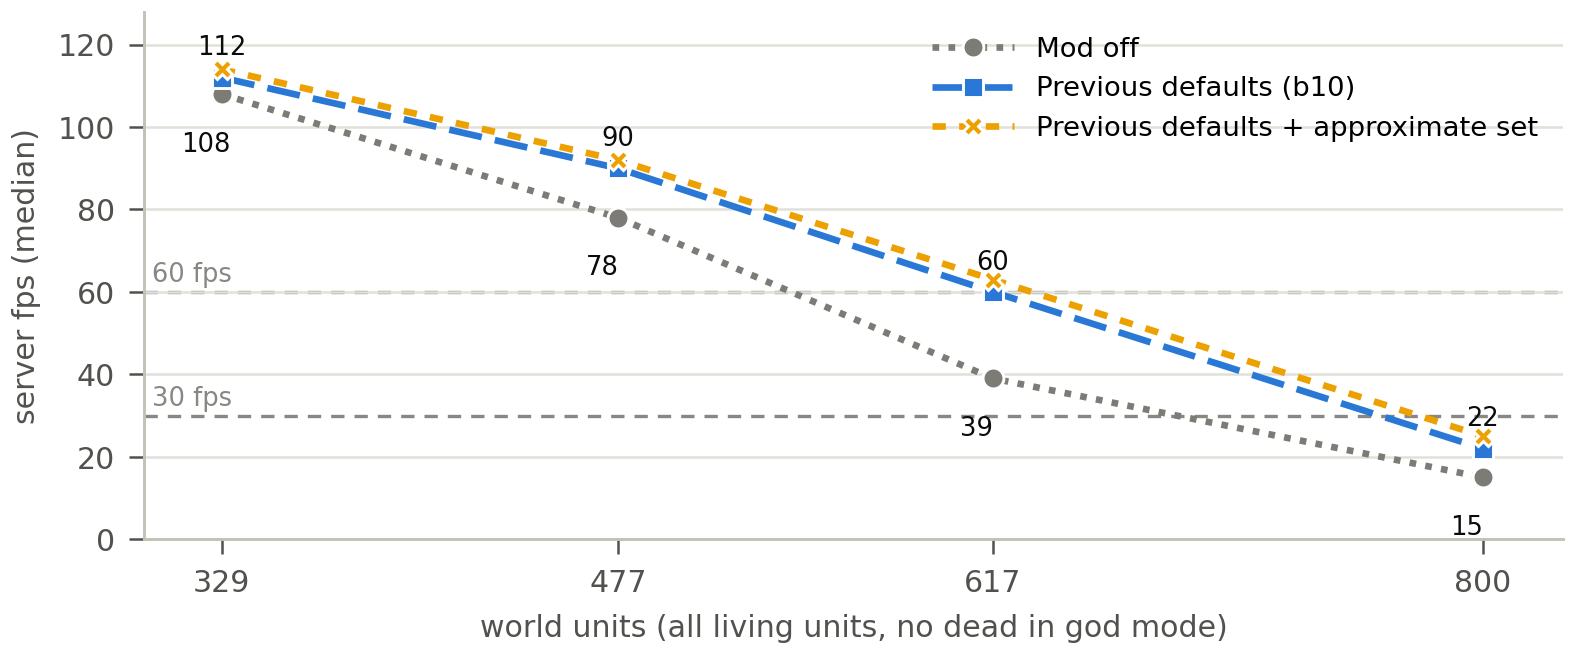 120
100
80
60
40
20
0
server fps (median)
Mod off
Previous defaults (b10)
Previous defaults + approximate set
112
108
90
78
60
39
22
15
60 fps
30 fps
329
477
617
800
world units (all living units, no dead in god mode)